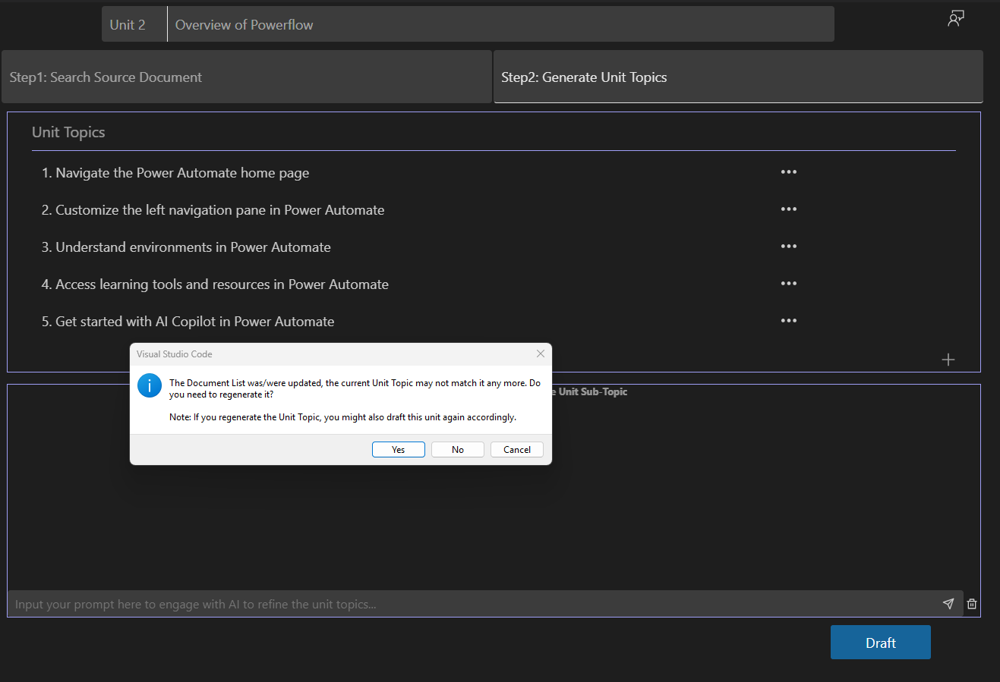 Unit 2
Overview of Powerflow
Step1: Search Source Document
Step2: Generate Unit Topics
Unit Topics
1. Navigate the Power Automate home page
2. Customize the left navigation pane in Power Automate
3. Understand environments in Power Automate
4. Access learning tools and resources in Power Automate
5. Get started with AI Copilot in Power Automate
Visual Studio Code
The Document List was/were updated, the current Unit Topic may not match it any more. Do
you need to regenerate it?
Note: If you regenerate the Unit Topic, you might also draft this unit again accordingly.
Yes
No
Cancel
Unit Sub-Topic
Input your prompt here to engage with AI to refine the unit topics...
Draft